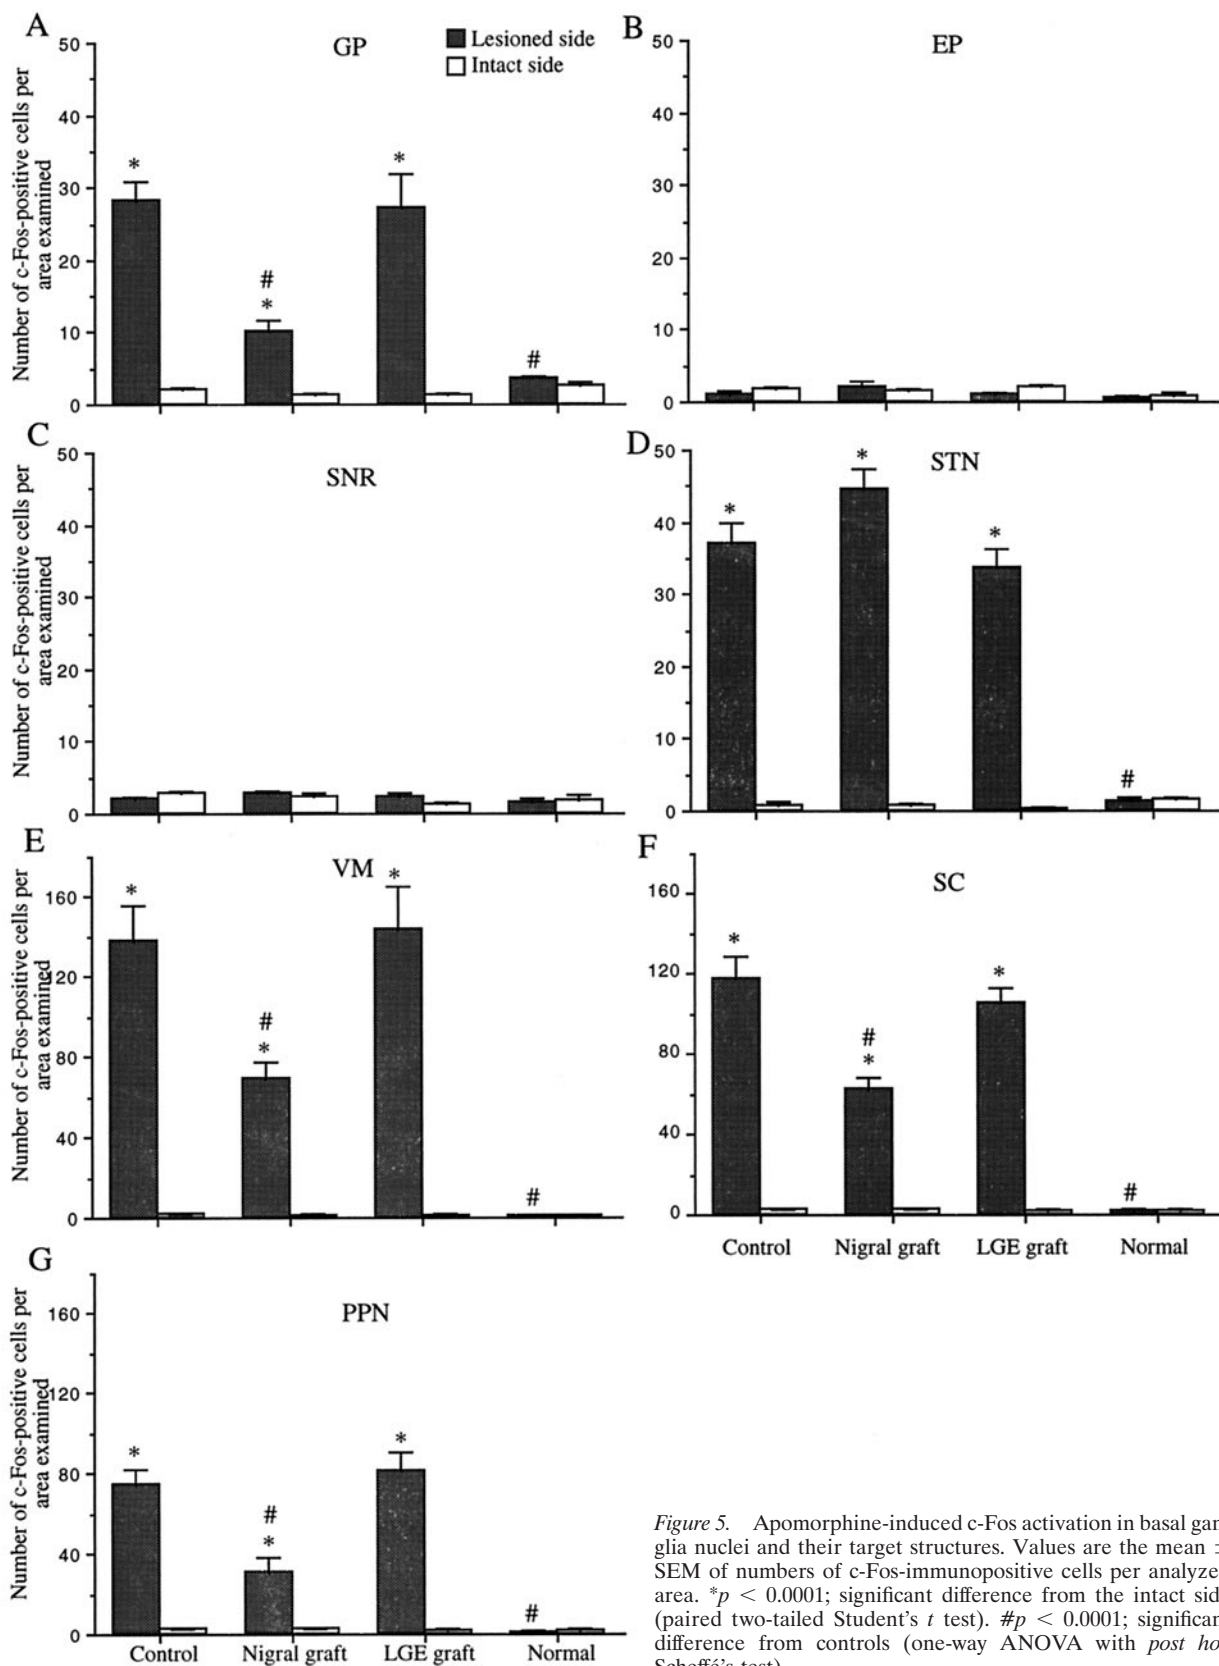 A
GP
Lesioned side
Intact side
Number of c-Fos-positive cells per
area examined
50
40
30
20
10
0
*
#
*
*
#
B
EP
50
40
30
20
10
0
C
SNR
Number of c-Fos-positive cells per
area examined
50
40
30
20
10
0
D
STN
50
40
30
20
10
0
*
*
*
#
E
VM
Number of c-Fos-positive cells per
area examined
160
120
80
40
0
*
#
*
*
#
F
SC
160
120
80
40
0
*
#
*
*
#
Control Nigral graft LGE graft Normal
G
PPN
Number of c-Fos-positive cells per
area examined
160
120
80
40
0
*
#
*
*
#
Control Nigral graft LGE graft Normal
Figure 5. Apomorphine-induced c-Fos activation in basal gan
glia nuclei and their target structures. Values are the mean ±
SEM of numbers of c-Fos-immunopositive cells per analyze
area. *p < 0.0001; significant difference from the intact sid
(paired two-tailed Student's t test). #p < 0.0001; significan
difference from controls (one-way ANOVA with post ho
Scheffé's test)